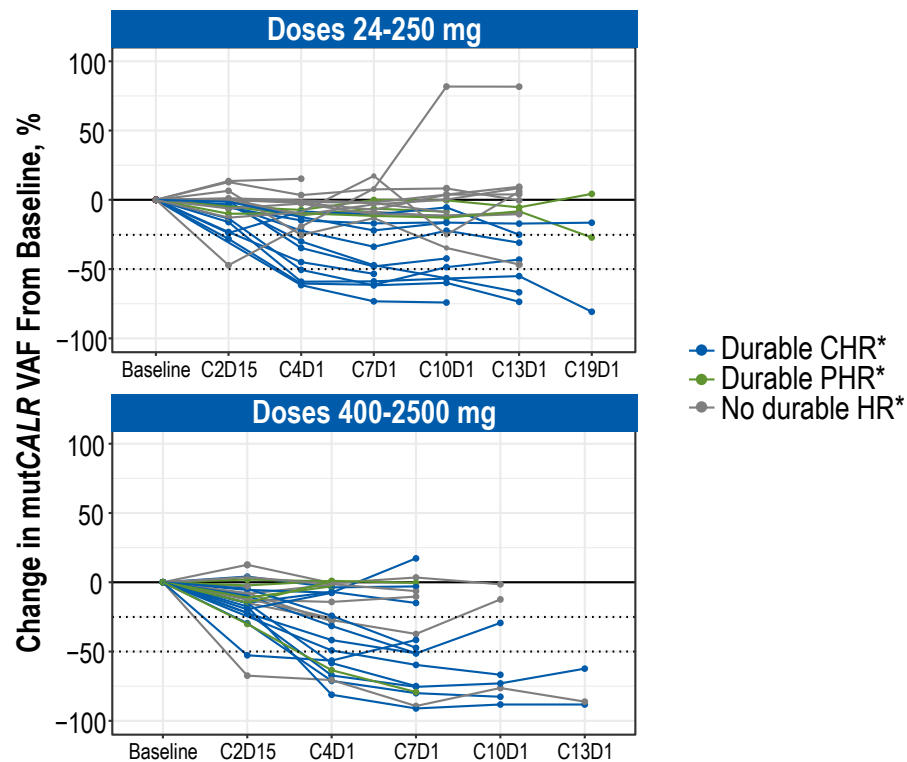 Doses 24-250 mg
Change in mutCALR VAF From Baseline, %
100
50
0
−50
−100
Baseline C2D15 C4D1 C7D1 C10D1 C13D1 C19D1
Durable CHR*
Durable PHR*
No durable HR*
Doses 400-2500 mg
100
50
0
−50
−100
Baseline C2D15 C4D1 C7D1 C10D1 C13D1